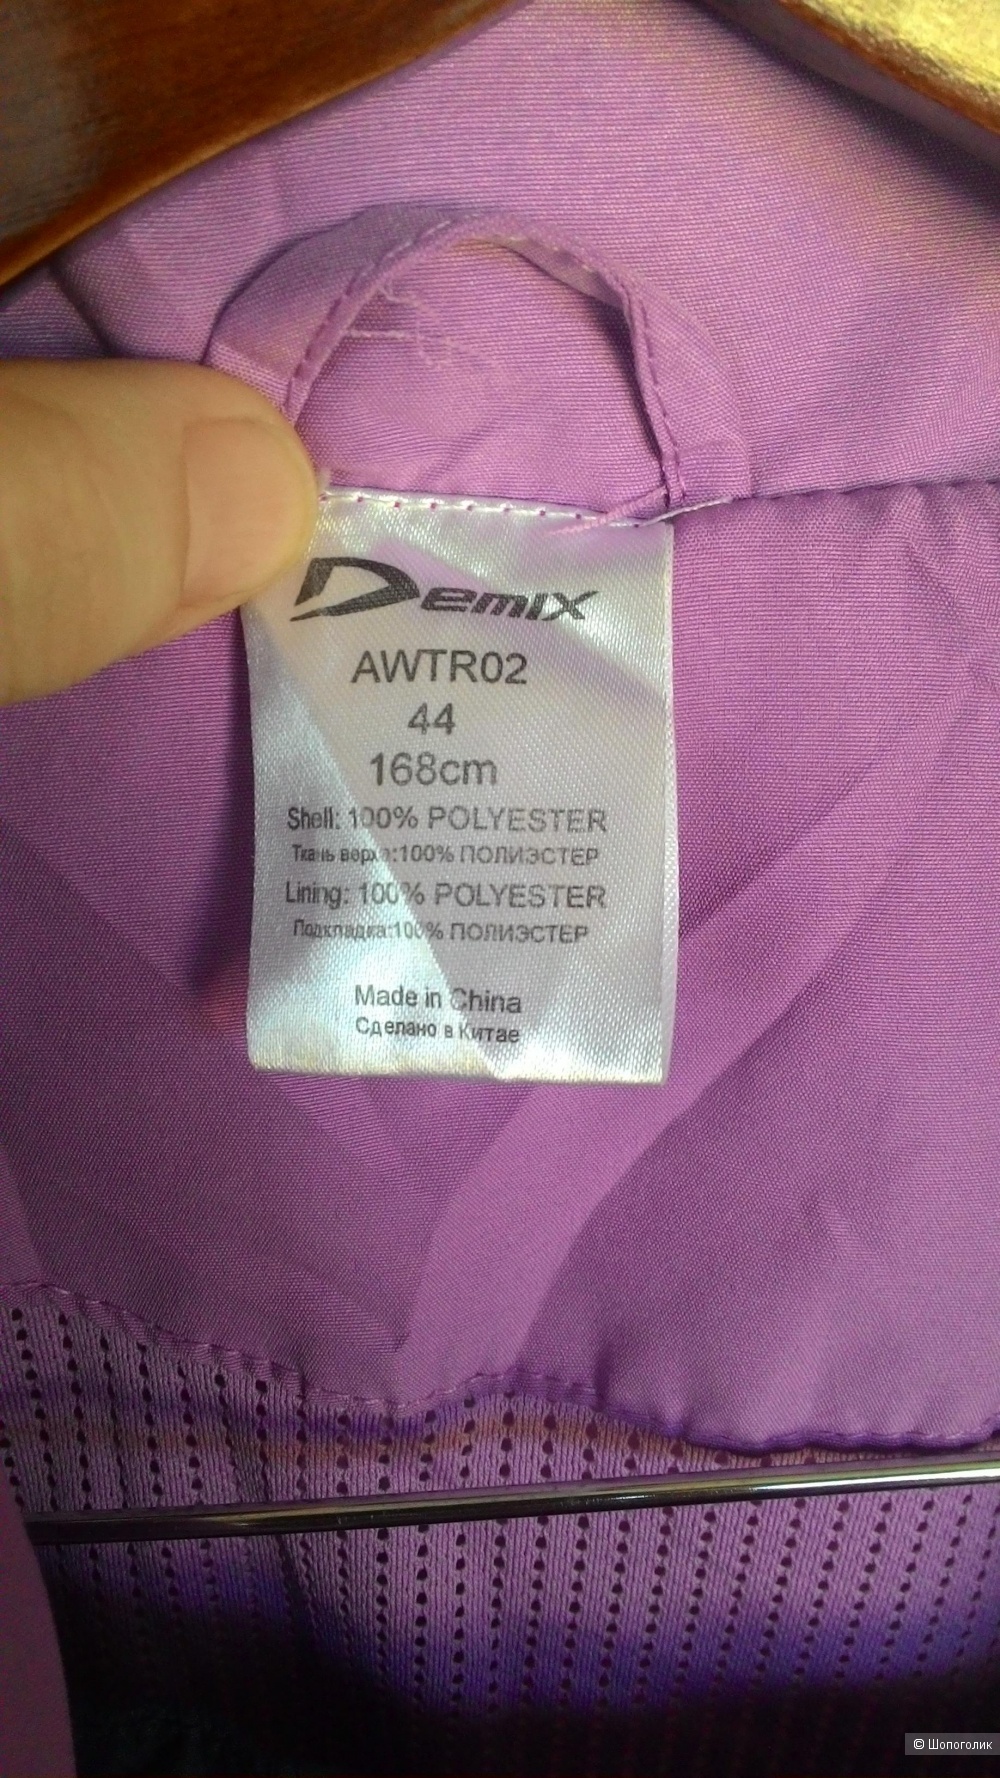 Demix
AWTR02
44
168cm
Shell: 100% POLYESTER
Ткань верха:100% ПОЛИЭСТЕР
Lining: 100% POLYESTER
Подкладка:100% ПОЛИЭСТЕР
Made in China
Сделано в Китае
© Шопоголик